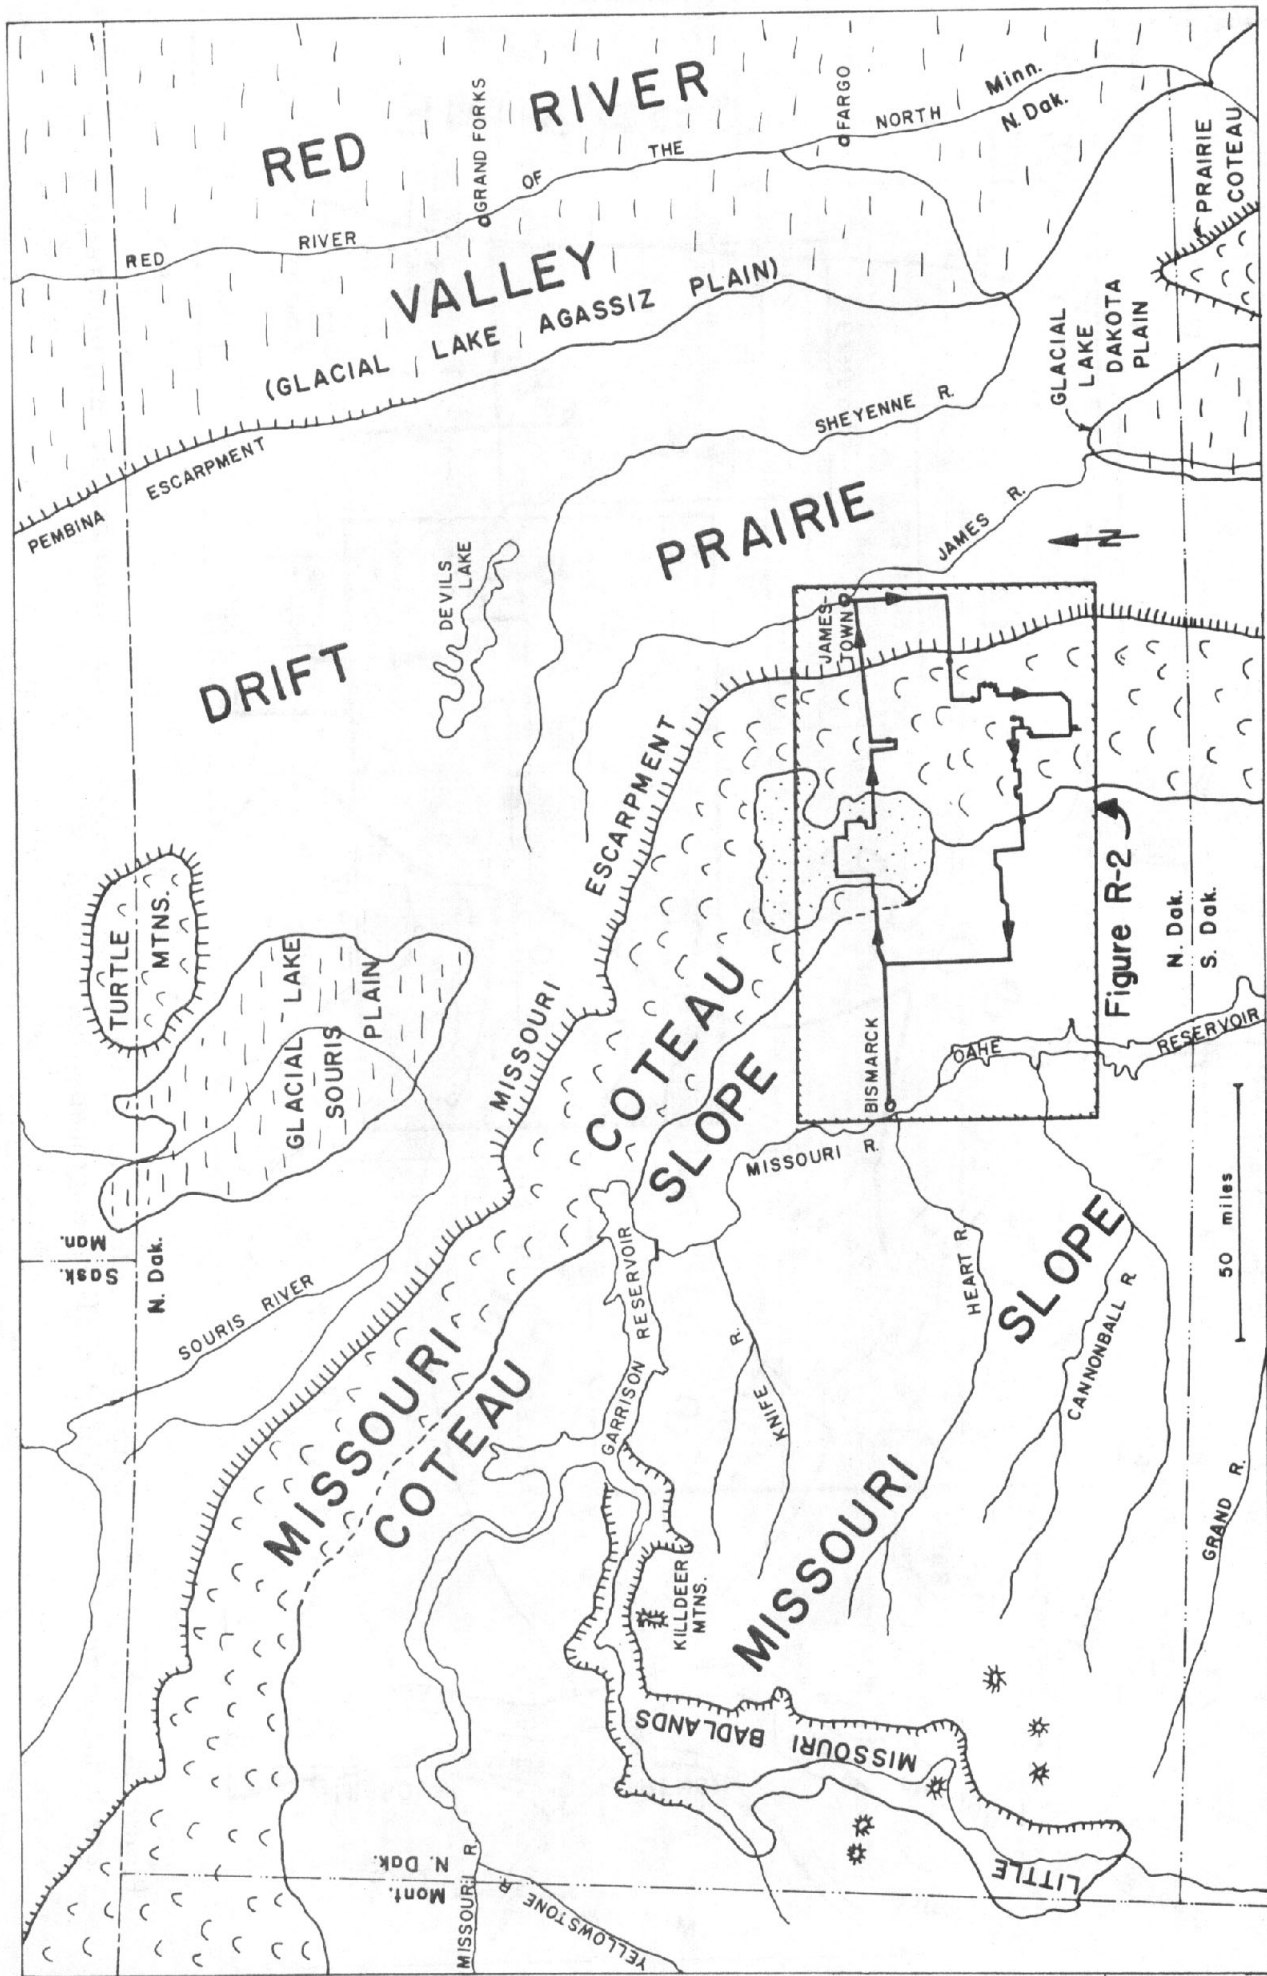 RED RIVER
VALLEY
(GLACIAL LAKE AGASSIZ PLAIN)
RED RIVER OF THE NORTH
GRAND FORKS
FARGO
Minn.
N. Dak.
PRAIRIE
COTEAU
PEMBINA ESCARPMENT
GLACIAL
LAKE
DAKOTA
PLAIN
SHEYENNE R.
JAMES R.
N
DRIFT PRAIRIE
DEVILS
LAKE
JAMES-
TOWN
TURTLE
MTNS.
GLACIAL LAKE
SOURIS
PLAIN
MISSOURI ESCARPMENT
Sask. Man.
N. Dak.
SOURIS RIVER
MISSOURI COTEAU
COTEAU SLOPE
BISMARCK
Figure R-2
N. Dak.
S. Dak.
OAHE RESERVOIR
MISSOURI R.
GARRISON RESERVOIR
KNIFE R.
HEART R.
CANNONBALL R.
GRAND R.
50 miles
MISSOURI SLOPE
KILLDEER
MTNS.
LITTLE MISSOURI BADLANDS
Mont. N. Dak.
MISSOURI R.
YELLOWSTONE R.